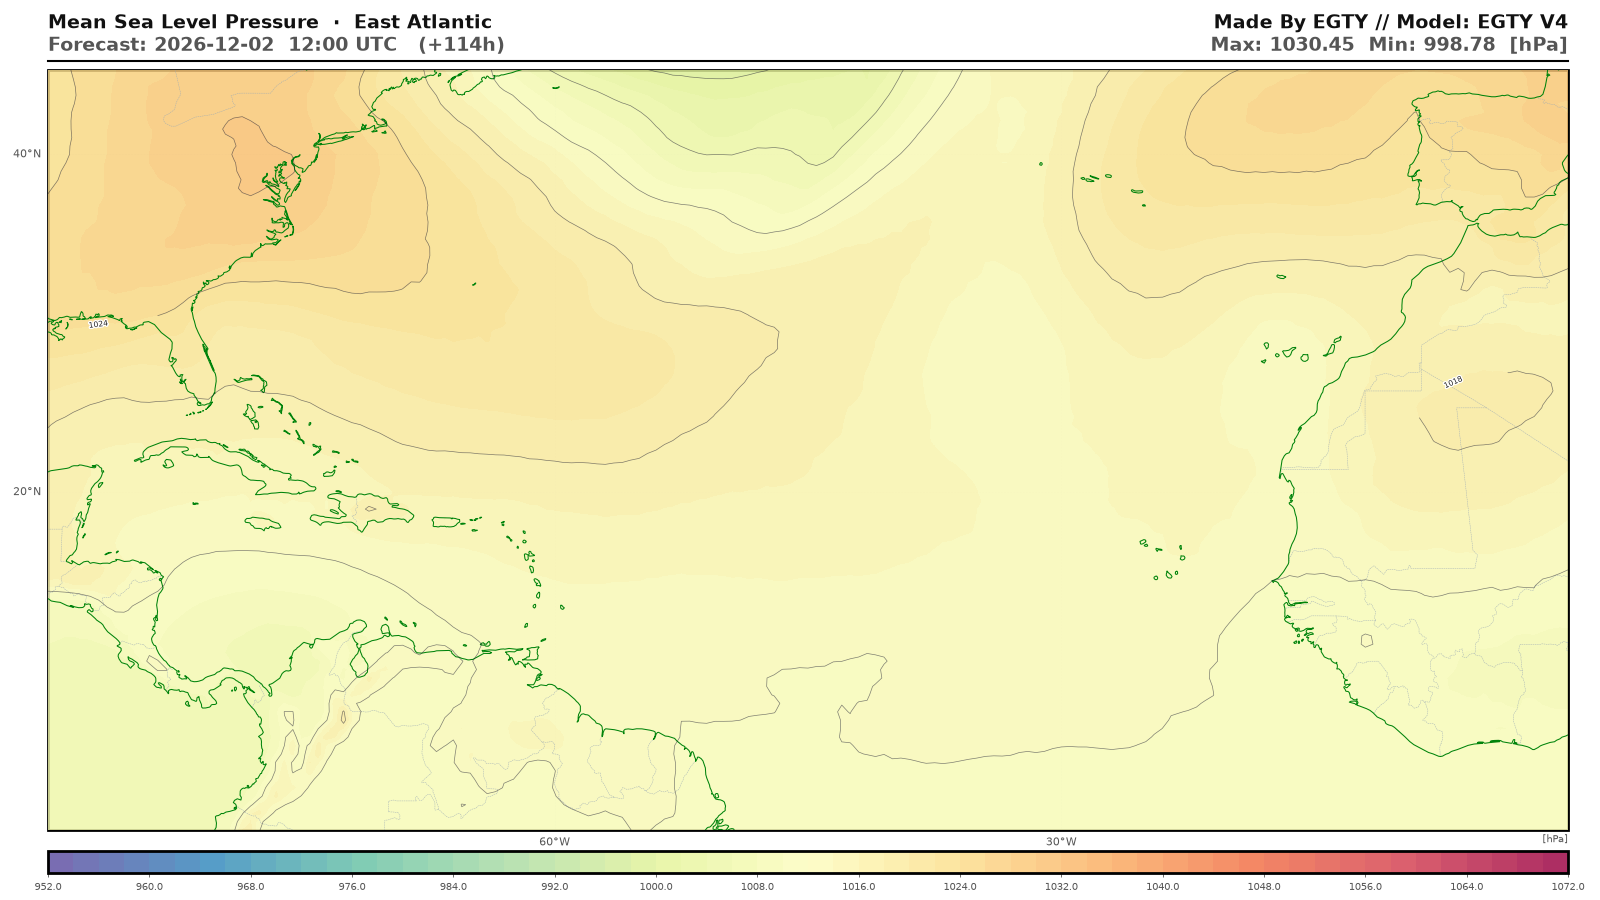 Mean Sea Level Pressure · East Atlantic
Made By EGTY // Model: EGTY V4
Forecast: 2026-12-02 12:00 UTC (+114h)
Max: 1030.45 Min: 998.78 [hPa]
40°N
1024
1018
20°N
60°W
30°W
[hPa]
952.0 960.0 968.0 976.0 984.0 992.0 1000.0 1008.0 1016.0 1024.0 1032.0 1040.0 1048.0 1056.0 1064.0 1072.0